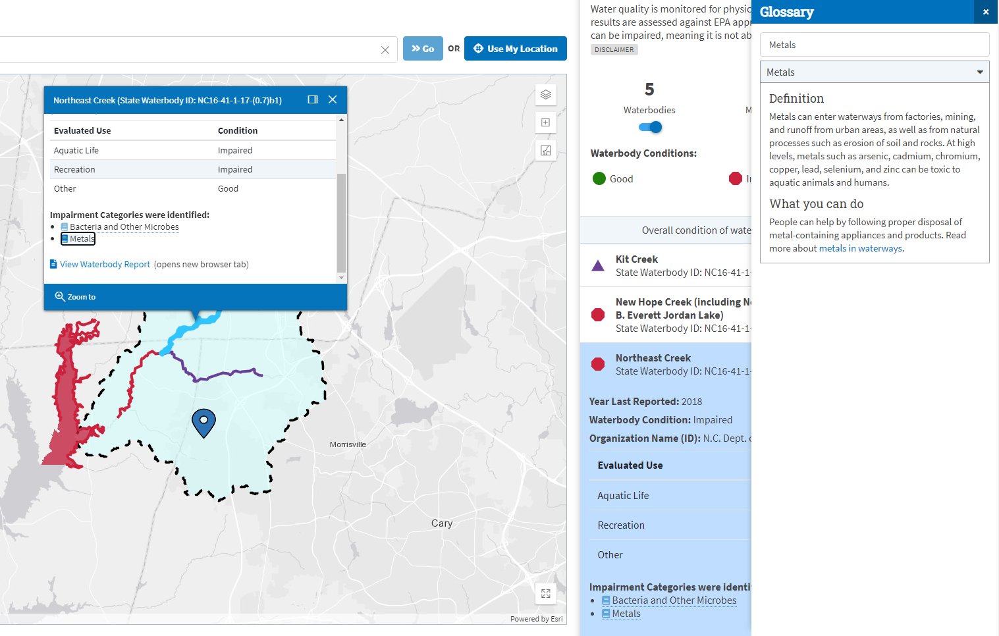 Go
OR
Use My Location
Northeast Creek (State Waterbody ID: NC16-41-1-17-(0.7)b1)
Evaluated Use Condition
Aquatic Life Impaired
Recreation Impaired
Other Good
Impairment Categories were identified:
Bacteria and Other Microbes
Metals
View Waterbody Report (opens new browser tab)
Zoom to
Morrisville
Cary
Powered by Esri
Water quality is monitored for physic
results are assessed against EPA app
can be impaired, meaning it is not ab
DISCLAIMER
5
Waterbodies
M
Waterbody Conditions:
Good
Overall condition of wate
Kit Creek
State Waterbody ID: NC16-41-1-
New Hope Creek (including N
B. Everett Jordan Lake)
State Waterbody ID: NC16-41-1-
Northeast Creek
State Waterbody ID: NC16-41-1-
Year Last Reported: 2018
Waterbody Condition: Impaired
Organization Name (ID): N.C. Dept.
Evaluated Use
Aquatic Life
Recreation
Other
Impairment Categories were identi
Bacteria and Other Microbes
Metals
Glossary
Metals
Metals
Definition
Metals can enter waterways from factories, mining,
and runoff from urban areas, as well as from natural
processes such as erosion of soil and rocks. At high
levels, metals such as arsenic, cadmium, chromium,
copper, lead, selenium, and zinc can be toxic to
aquatic animals and humans.
What you can do
People can help by following proper disposal of
metal-containing appliances and products. Read
more about metals in waterways.